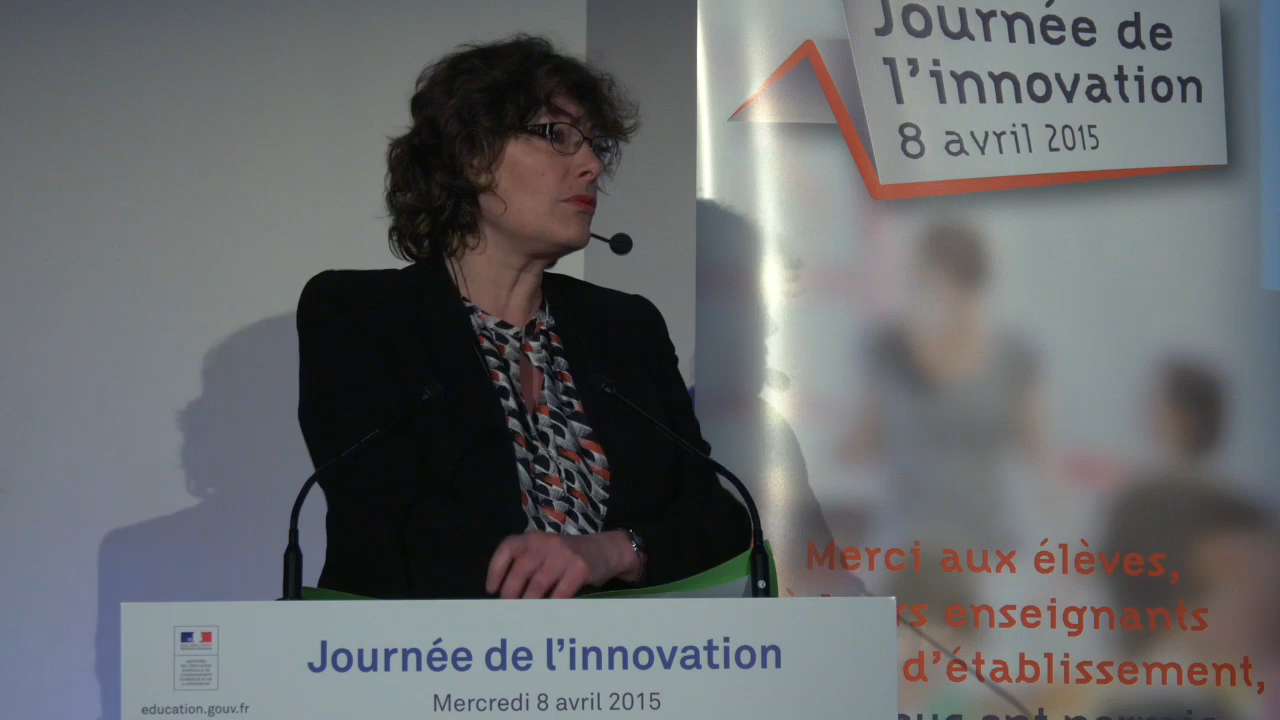 Journée de
l'innovation
8 avril 2015
Merci aux élèves,
enseignants
d'établissement,
Journée de l'innovation
Mercredi 8 avril 2015
education.gouv.fr